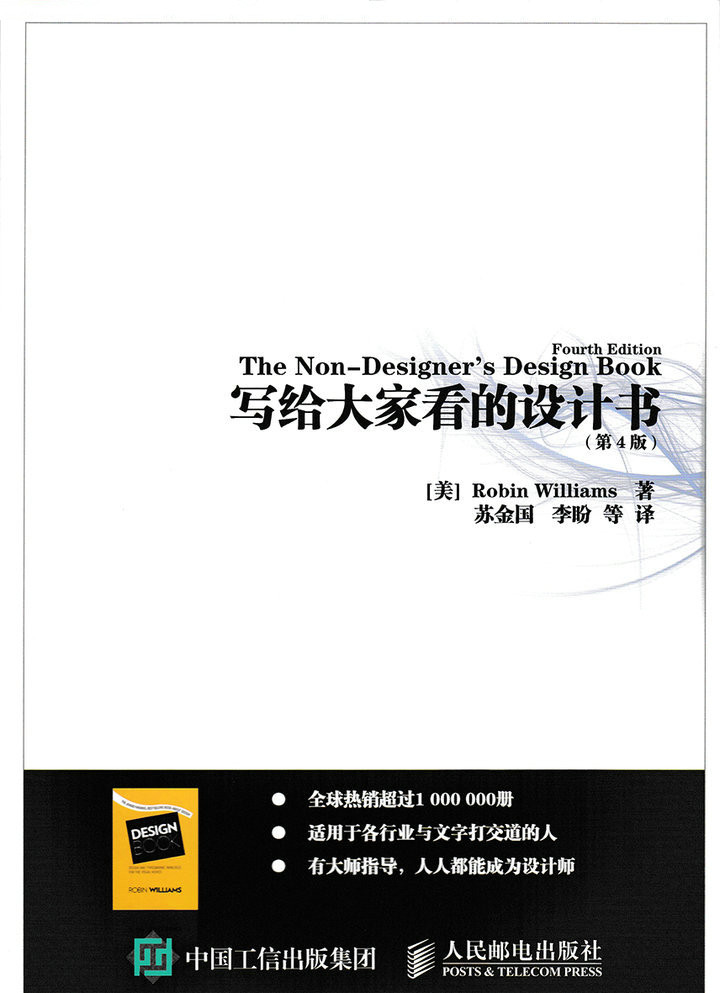 Fourth Edition
The Non-Designer's Design Book
写给大家看的设计书
(第4版)
[美] Robin Williams 著
苏金国 李盼 等 译
● 全球热销超过1 000 000册
● 适用于各行业与文字打交道的人
● 有大师指导，人人都能成为设计师
DESIGN
BOOK
ROBIN WILLIAMS
中国工信出版集团
人民邮电出版社
POSTS & TELECOM PRESS